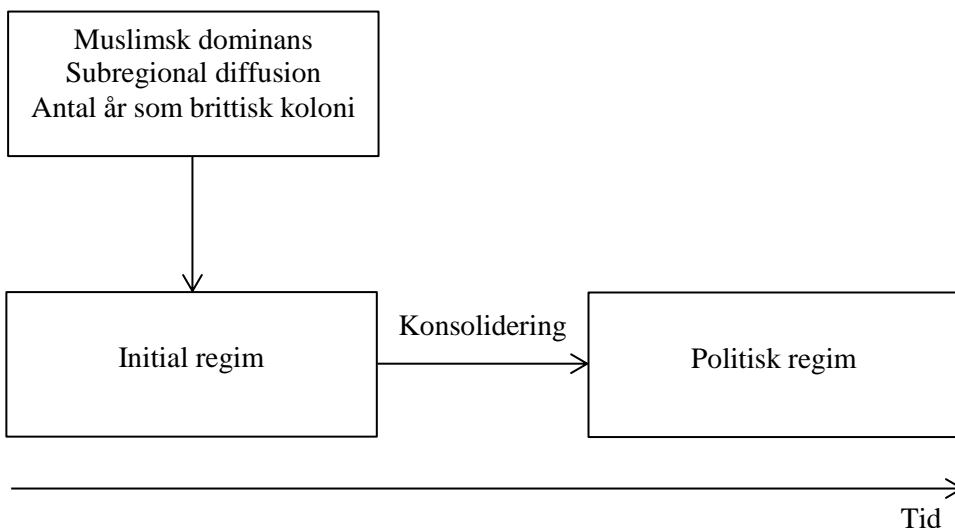 Muslimsk dominans
Subregional diffusion
Antal år som brittisk koloni
Initial regim
Konsolidering
Politisk regim
Tid